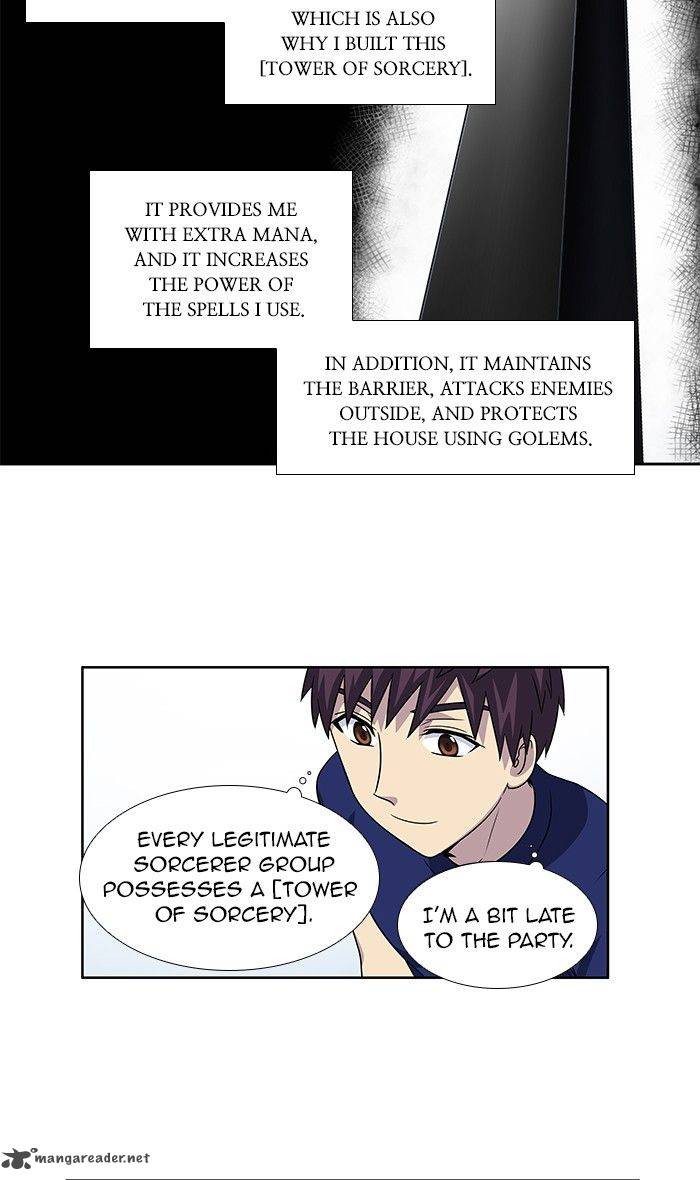 WHICH IS ALSO
WHY I BUILT THIS
[TOWER OF SORCERY].
IT PROVIDES ME
WITH EXTRA MANA,
AND IT INCREASES
THE POWER OF
THE SPELLS I USE.
IN ADDITION, IT MAINTAINS
THE BARRIER, ATTACKS ENEMIES
OUTSIDE, AND PROTECTS
THE HOUSE USING GOLEMS.
EVERY LEGITIMATE
SORCERER GROUP
POSSESSES A [TOWER
OF SORCERY].
I'M A BIT LATE
TO THE PARTY.
mangareader.net